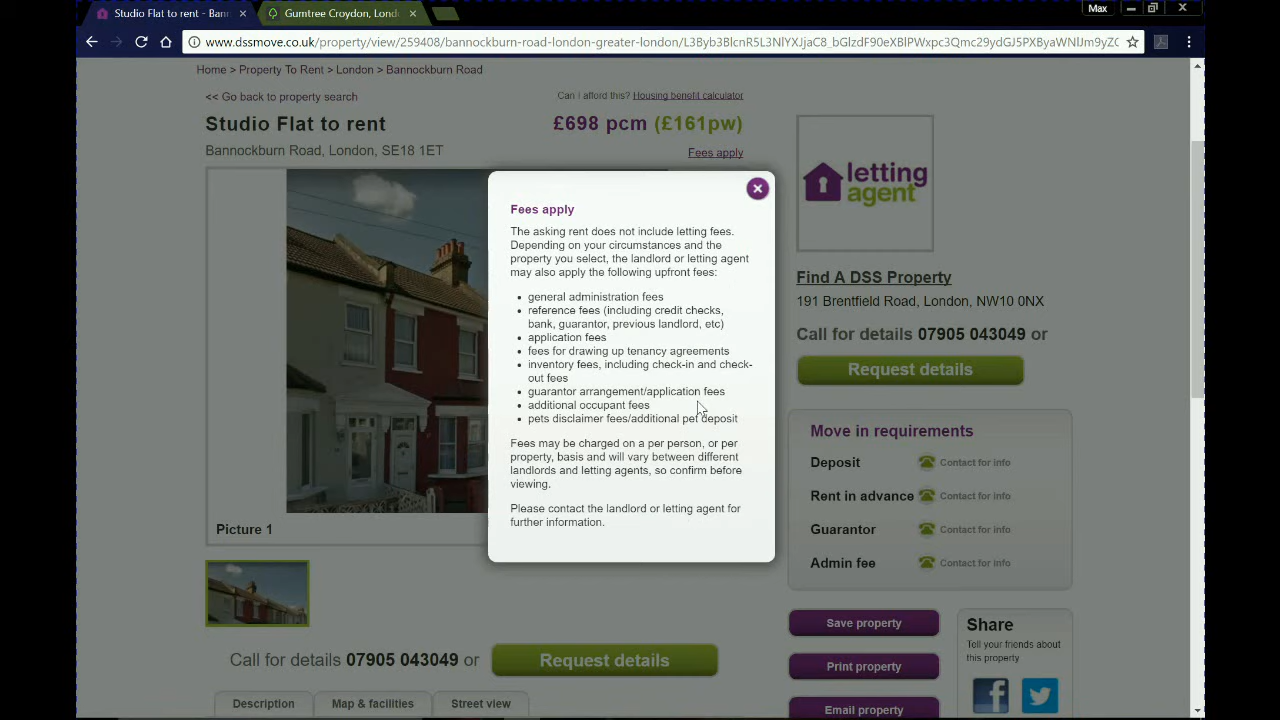 Studio Flat to rent - Bann
Gumtree Croydon, Lond
Max
www.dssmove.co.uk/property/view/259408/bannockburn-road-london-greater-london/
Home > Property To Rent > London > Bannockburn Road
<< Go back to property search
Can I afford this? Housing benefit calculator
Studio Flat to rent
£698 pcm (£161pw)
Bannockburn Road, London, SE18 1ET
Fees apply
Fees apply
The asking rent does not include letting fees.
Depending on your circumstances and the
property you select, the landlord or letting agent
may also apply the following upfront fees:
• general administration fees
• reference fees (including credit checks,
bank, guarantor, previous landlord, etc)
• application fees
• fees for drawing up tenancy agreements
• inventory fees, including check-in and check-
out fees
• guarantor arrangement/application fees
• additional occupant fees
• pets disclaimer fees/additional pet deposit
Fees may be charged on a per person, or per
property, basis and will vary between different
landlords and letting agents, so confirm before
viewing.
Please contact the landlord or letting agent for
further information.
Picture 1
Call for details 07905 043049 or
Request details
Description
Map & facilities
Street view
letting
agent
Find A DSS Property
191 Brentfield Road, London, NW10 0NX
Call for details 07905 043049 or
Request details
Move in requirements
Deposit Contact for info
Rent in advance Contact for info
Guarantor Contact for info
Admin fee Contact for info
Save property
Print property
Email property
Share
Tell your friends about
this property